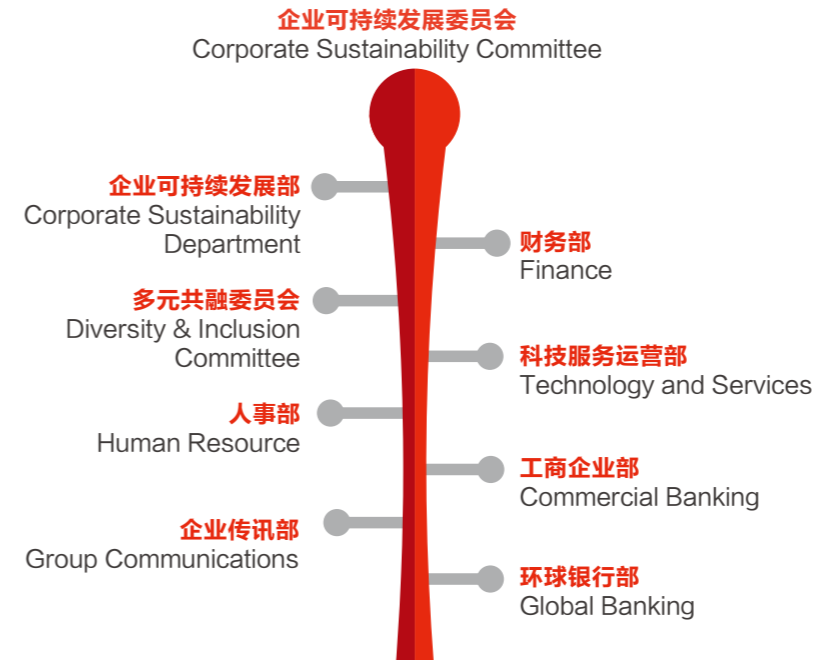 企业可持续发展委员会
Corporate Sustainability Committee
企业可持续发展部
Corporate Sustainability
Department
财务部
Finance
多元共融委员会
Diversity & Inclusion
Committee
科技服务运营部
Technology and Services
人事部
Human Resource
工商企业部
Commercial Banking
企业传讯部
Group Communications
环球银行部
Global Banking